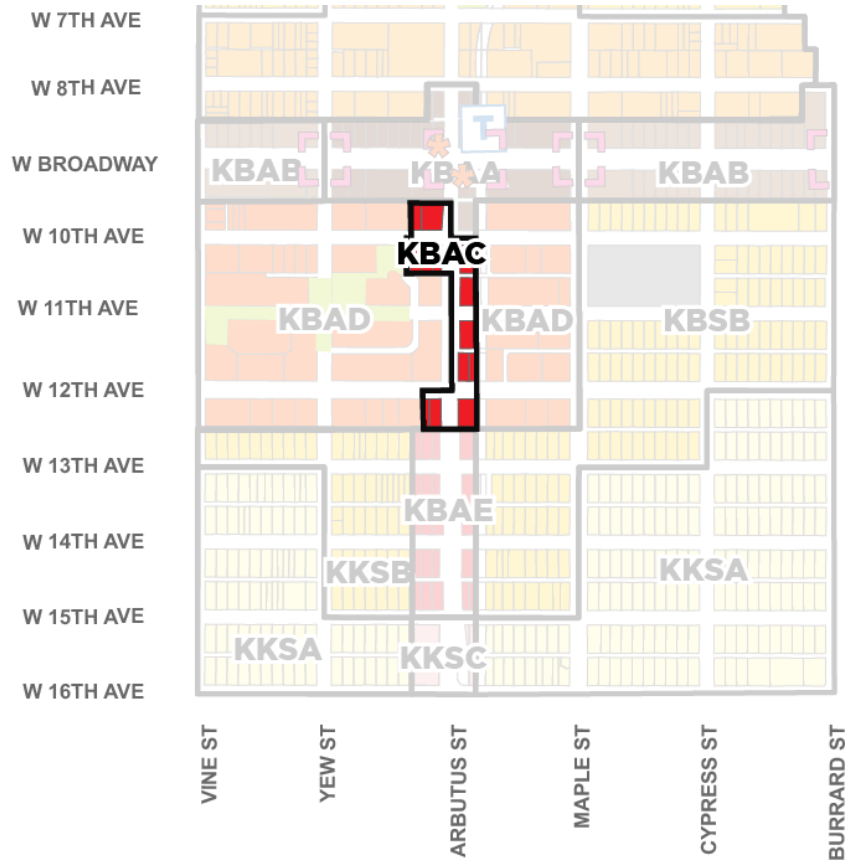 W 7TH AVE
W 8TH AVE
T
W BROADWAY
KBAB
KBAA
KBAB
W 10TH AVE
KBAC
W 11TH AVE
KBAD
KBAD
KBSB
W 12TH AVE
W 13TH AVE
KBAE
W 14TH AVE
KKSB
KKSA
W 15TH AVE
KKSA
KKSC
W 16TH AVE
VINE ST
YEW ST
ARBUTUS ST
MAPLE ST
CYPRESS ST
BURRARD ST